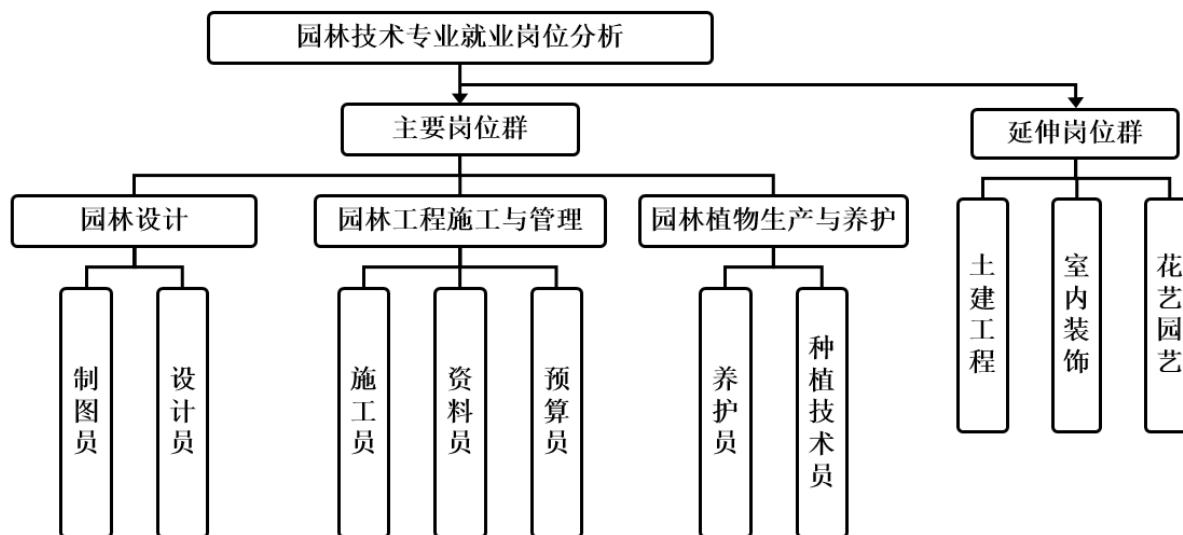 园林技术专业就业岗位分析
主要岗位群
延伸岗位群
园林设计
园林工程施工与管理
园林植物生产与养护
制图员
设计员
施工员
资料员
预算员
养护员
种植技术员
土建工程
室内装饰
花艺园艺